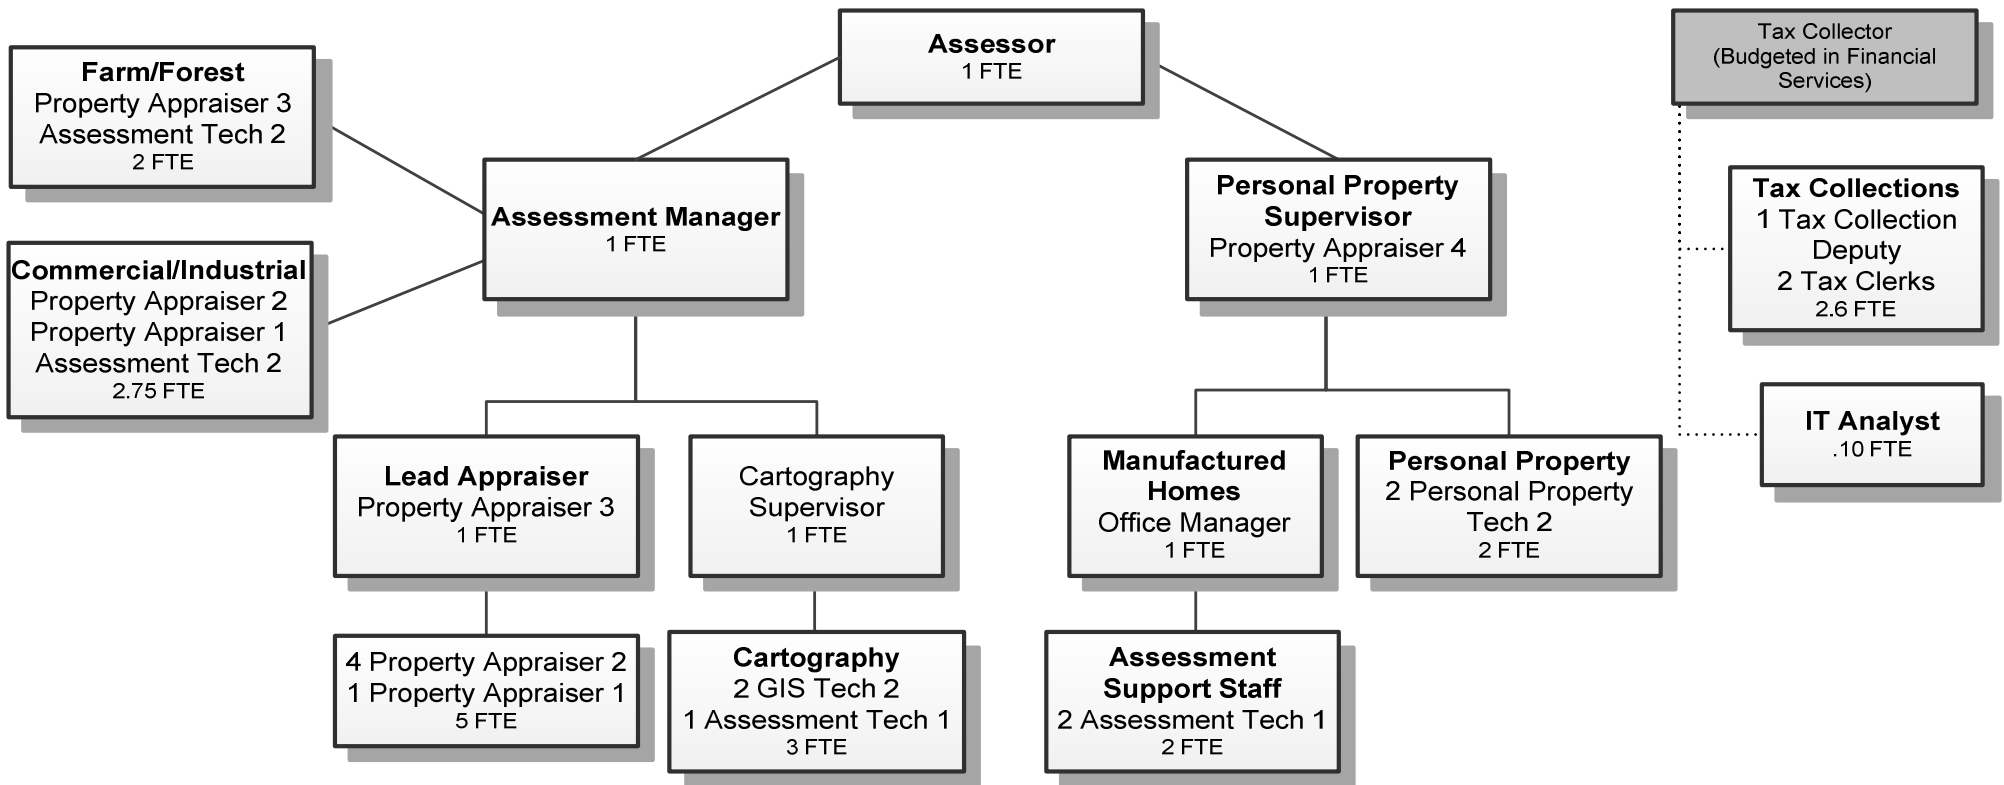 Assessor
1 FTE
Tax Collector
(Budgeted in Financial
Services)
Farm/Forest
Property Appraiser 3
Assessment Tech 2
2 FTE
Assessment Manager
1 FTE
Personal Property
Supervisor
Property Appraiser 4
1 FTE
Tax Collections
1 Tax Collection
Deputy
2 Tax Clerks
2.6 FTE
Commercial/Industrial
Property Appraiser 2
Property Appraiser 1
Assessment Tech 2
2.75 FTE
IT Analyst
.10 FTE
Lead Appraiser
Property Appraiser 3
1 FTE
Cartography
Supervisor
1 FTE
Manufactured
Homes
Office Manager
1 FTE
Personal Property
2 Personal Property
Tech 2
2 FTE
4 Property Appraiser 2
1 Property Appraiser 1
5 FTE
Cartography
2 GIS Tech 2
1 Assessment Tech 1
3 FTE
Assessment
Support Staff
2 Assessment Tech 1
2 FTE